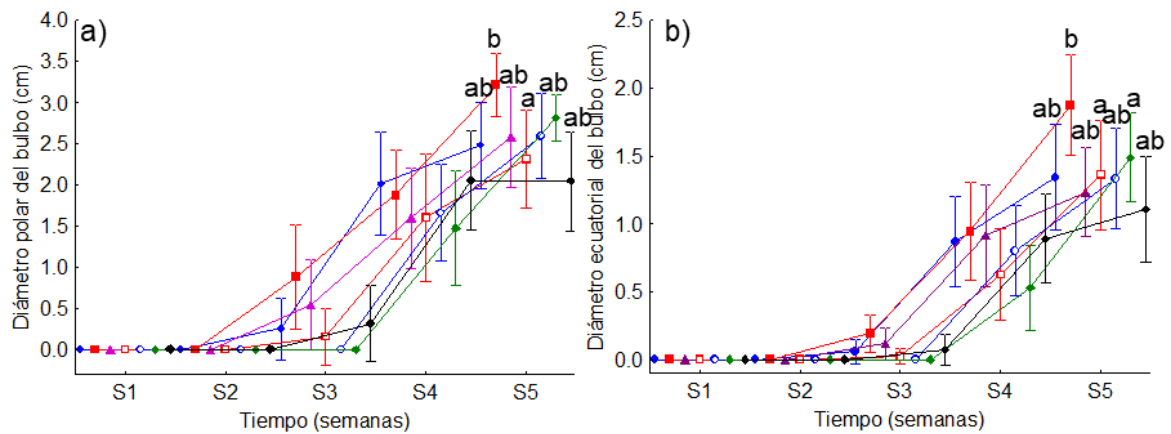 a)
Diámetro polar del bulbo (cm)
4.0
3.5
3.0
2.5
2.0
1.5
1.0
0.5
0.0
b
ab
ab
a
ab
ab
S1
S2
S3
S4
S5
Tiempo (semanas)
b)
Diámetro ecuatorial del bulbo (cm)
2.5
2.0
1.5
1.0
0.5
0.0
b
ab
ab
a
ab
a
ab
S1
S2
S3
S4
S5
Tiempo (semanas)